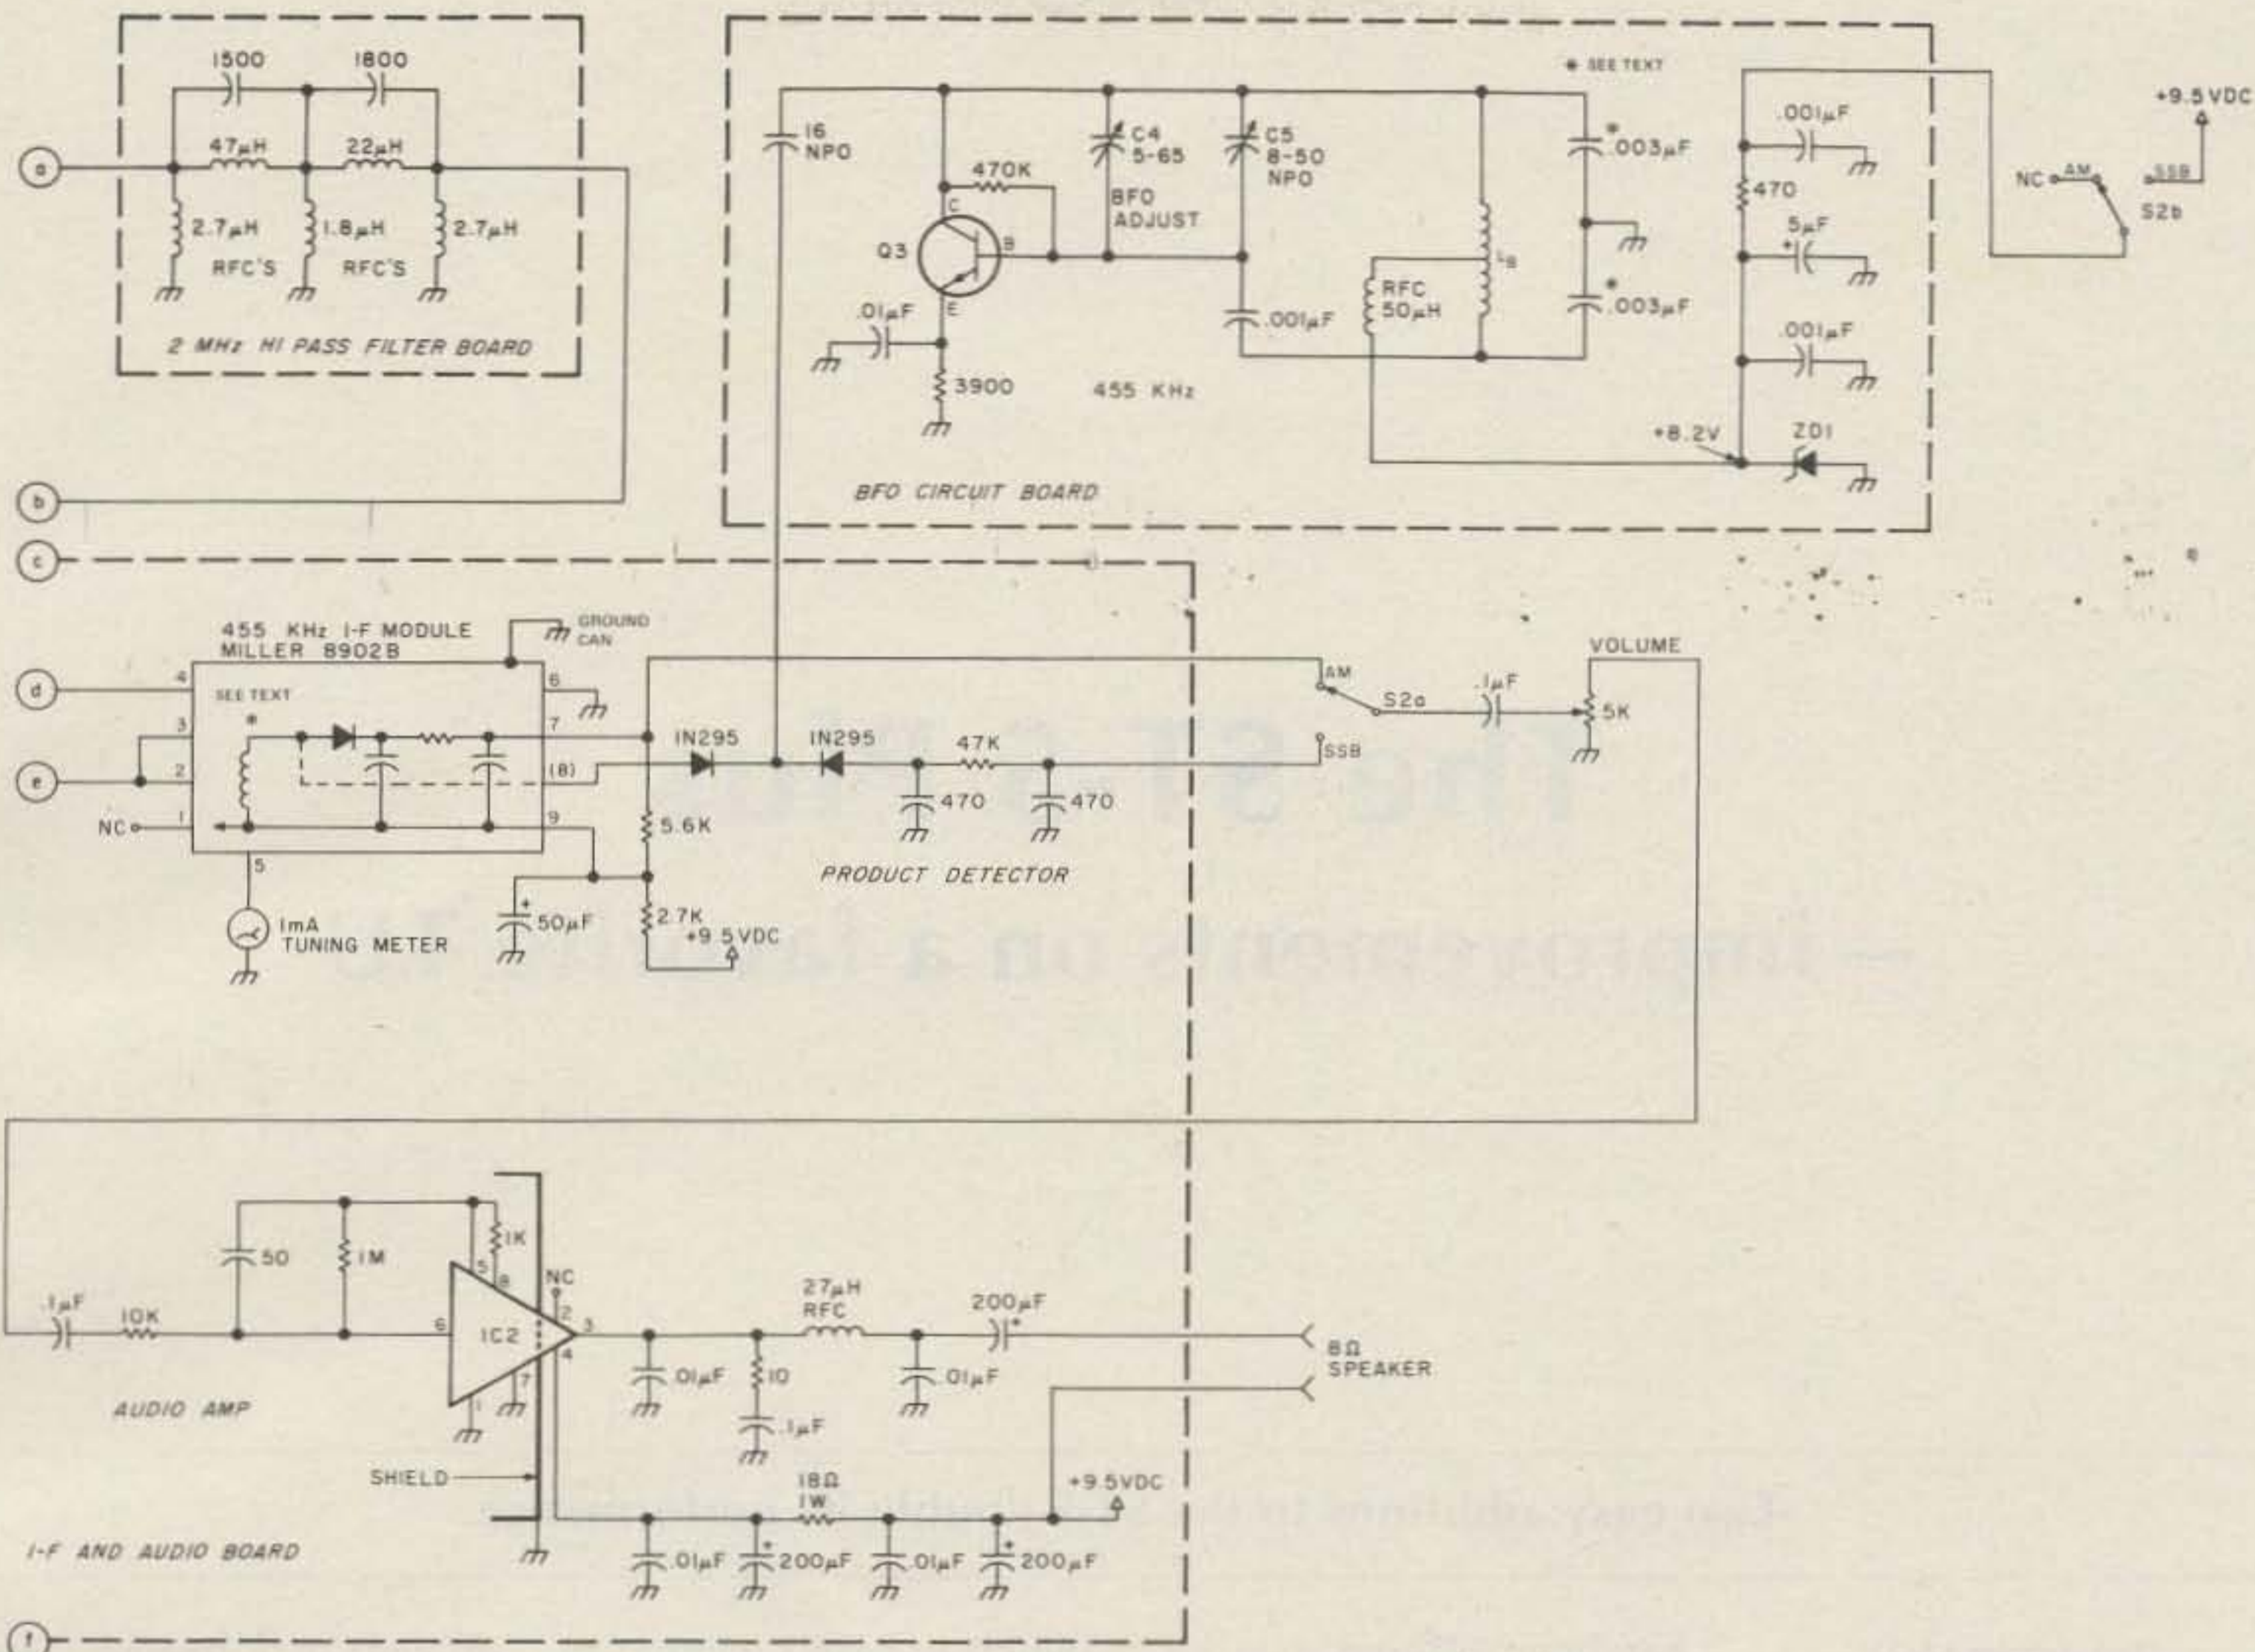 1500
1800
47µH
22µH
a
2.7µH
1.8µH
2.7µH
RFC'S
RFC'S
2 MHz HI PASS FILTER BOARD
b
* SEE TEXT
16
NPO
C4
5-65
C5
8-50
NPO
470K
BFO
ADJUST
C
Q3
B
E
.01µF
3900
455 KHz
.001µF
RFC
50µH
LB
*
.003µF
*
.003µF
.001µF
470
5µF
+
.001µF
+8.2V
ZD1
BFO CIRCUIT BOARD
+9.5VDC
NC
AM
SSB
S2b
c
455 KHz I-F MODULE
MILLER 8902B
GROUND
CAN
d
4
SEE TEXT
*
6
3
7
e
2
(8)
NC
1
9
5
1mA
TUNING METER
1N295
1N295
47K
470
470
5.6K
PRODUCT DETECTOR
+
50µF
2.7K
+9.5VDC
AM
S2a
SSB
.1µF
VOLUME
5K
50
1M
1K
5
8
NC
2
.1µF
10K
6
IC2
3
4
7
1
27µH
RFC
200µF
+
8Ω
SPEAKER
.01µF
10
.01µF
.1µF
AUDIO AMP
SHIELD
18Ω
1W
+9.5VDC
.01µF
+
200µF
.01µF
+
200µF
I-F AND AUDIO BOARD
f